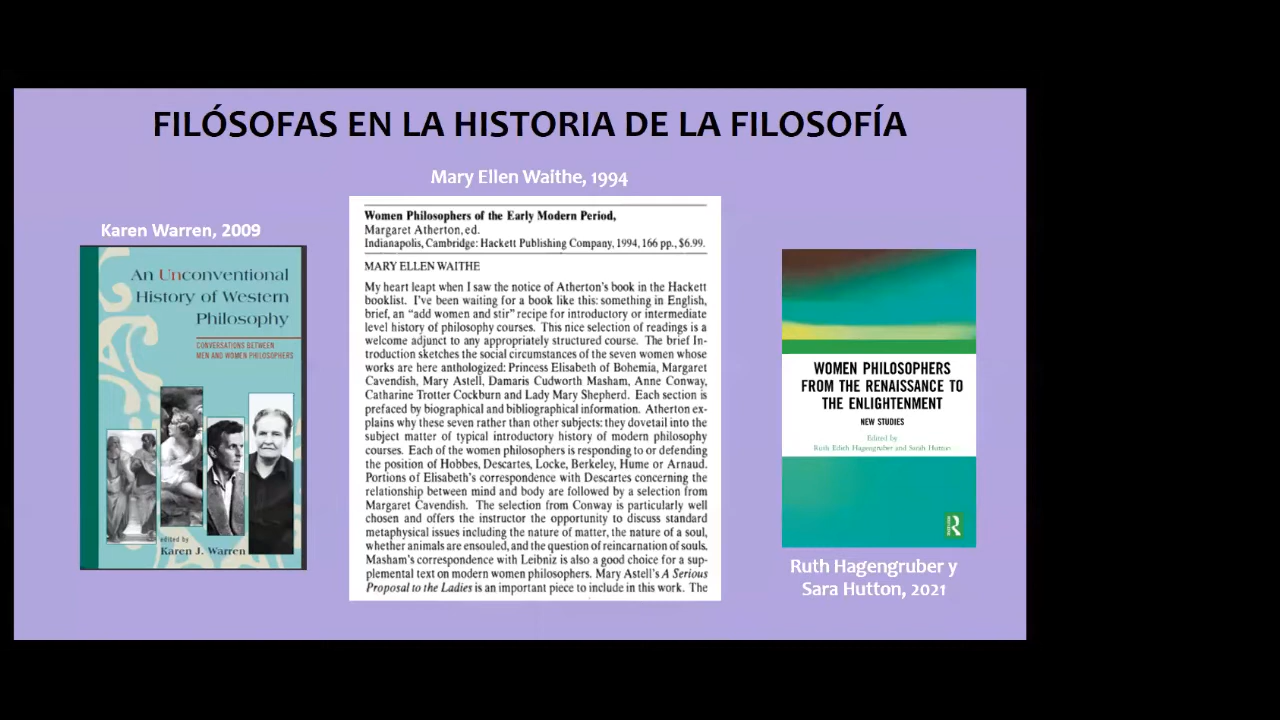 FILÓSOFAS EN LA HISTORIA DE LA FILOSOFÍA
Karen Warren, 2009
An Unconventional
History of Western
Philosophy
CONVERSATIONS BETWEEN
MEN AND WOMEN PHILOSOPHERS
edited by
Karen J. Warren
Mary Ellen Waithe, 1994
Women Philosophers of the Early Modern Period,
Margaret Atherton, ed.
Indianapolis, Cambridge: Hackett Publishing Company, 1994, 166 pp., $6.99.
MARY ELLEN WAITHE
My heart leapt when I saw the notice of Atherton's book in the Hackett
booklist. I've been waiting for a book like this: something in English,
brief, an "add women and stir" recipe for introductory or intermediate
level history of philosophy courses. This nice selection of readings is a
welcome adjunct to any appropriately structured course. The brief In-
troduction sketches the social circumstances of the seven women whose
works are here anthologized: Princess Elisabeth of Bohemia, Margaret
Cavendish, Mary Astell, Damaris Cudworth Masham, Anne Conway,
Catharine Trotter Cockburn and Lady Mary Shepherd. Each section is
prefaced by biographical and bibliographical information. Atherton ex-
plains why these seven rather than other subjects: they dovetail into the
subject matter of typical introductory history of modern philosophy
courses. Each of the women philosophers is responding to or defending
the position of Hobbes, Descartes, Locke, Berkeley, Hume or Arnaud.
Portions of Elisabeth's correspondence with Descartes concerning the
relationship between mind and body are followed by a selection from
Margaret Cavendish. The selection from Conway is particularly well
chosen and offers the instructor the opportunity to discuss standard
metaphysical issues including the nature of matter, the nature of a soul,
whether animals are ensouled, and the question of reincarnation of souls.
Masham's correspondence with Leibniz is also a good choice for a sup-
plemental text on modern women philosophers. Mary Astell's A Serious
Proposal to the Ladies is an important piece to include in this work. The
WOMEN PHILOSOPHERS
FROM THE RENAISSANCE TO
THE ENLIGHTENMENT
NEW STUDIES
Edited by
Ruth Edith Hagengruber and Sarah Hutton
R
Ruth Hagengruber y
Sara Hutton, 2021